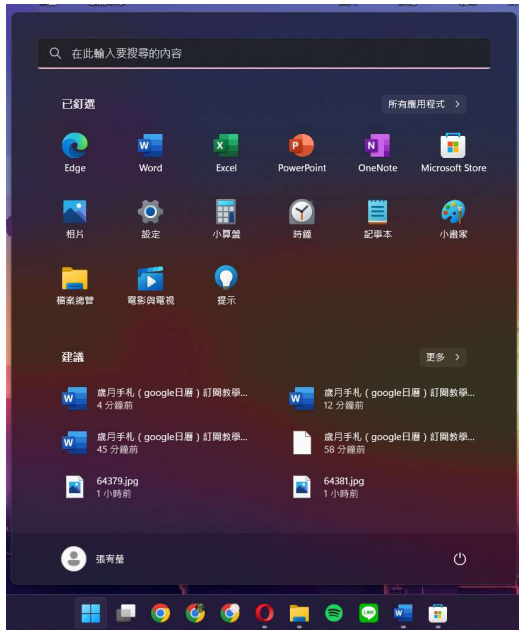 在此輸入要搜尋的內容
已釘選
所有應用程式
Edge
Word
Excel
PowerPoint
OneNote
Microsoft Store
相片
設定
小算盤
時鐘
記事本
小畫家
檔案總管
電影與電視
提示
建議
更多
歲月手札（google日曆）訂閱教學...
4 分鐘前
歲月手札（google日曆）訂閱教學...
12 分鐘前
歲月手札（google日曆）訂閱教學...
45 分鐘前
歲月手札（google日曆）訂閱教學...
58 分鐘前
64379.jpg
1 小時前
64381.jpg
1 小時前
張宥螢